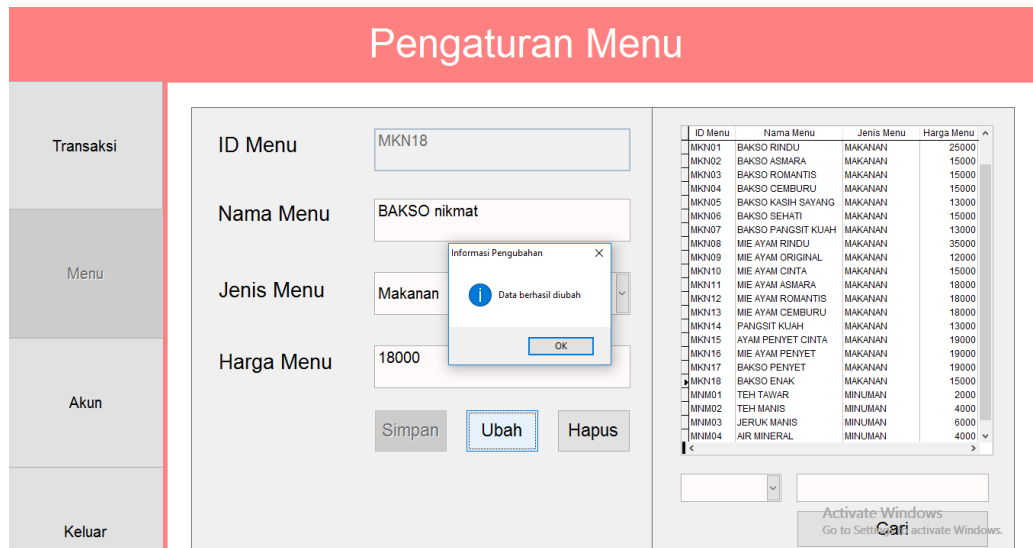 Pengaturan Menu
Transaksi
Menu
Akun
Keluar
ID Menu
MKN18
Nama Menu
BAKSO nikmat
Jenis Menu
Makanan
Harga Menu
18000
Simpan
Ubah
Hapus
Informasi Pengubahan
Data berhasil diubah
OK
ID Menu Nama Menu Jenis Menu Harga Menu
MKN01 BAKSO RINDU MAKANAN 25000
MKN02 BAKSO ASMARA MAKANAN 15000
MKN03 BAKSO ROMANTIS MAKANAN 15000
MKN04 BAKSO CEMBURU MAKANAN 15000
MKN05 BAKSO KASIH SAYANG MAKANAN 13000
MKN06 BAKSO SEHATI MAKANAN 15000
MKN07 BAKSO PANGSIT KUAH MAKANAN 13000
MKN08 MIE AYAM RINDU MAKANAN 35000
MKN09 MIE AYAM ORIGINAL MAKANAN 12000
MKN10 MIE AYAM CINTA MAKANAN 15000
MKN11 MIE AYAM ASMARA MAKANAN 18000
MKN12 MIE AYAM ROMANTIS MAKANAN 18000
MKN13 MIE AYAM CEMBURU MAKANAN 18000
MKN14 PANGSIT KUAH MAKANAN 13000
MKN15 AYAM PENYET CINTA MAKANAN 19000
MKN16 MIE AYAM PENYET MAKANAN 19000
MKN17 BAKSO PENYET MAKANAN 19000
MKN18 BAKSO ENAK MAKANAN 15000
MNM01 TEH TAWAR MINUMAN 2000
MNM02 TEH MANIS MINUMAN 4000
MNM03 JERUK MANIS MINUMAN 6000
MNM04 AIR MINERAL MINUMAN 4000
Cari
Activate Windows
Go to Settings to activate Windows.